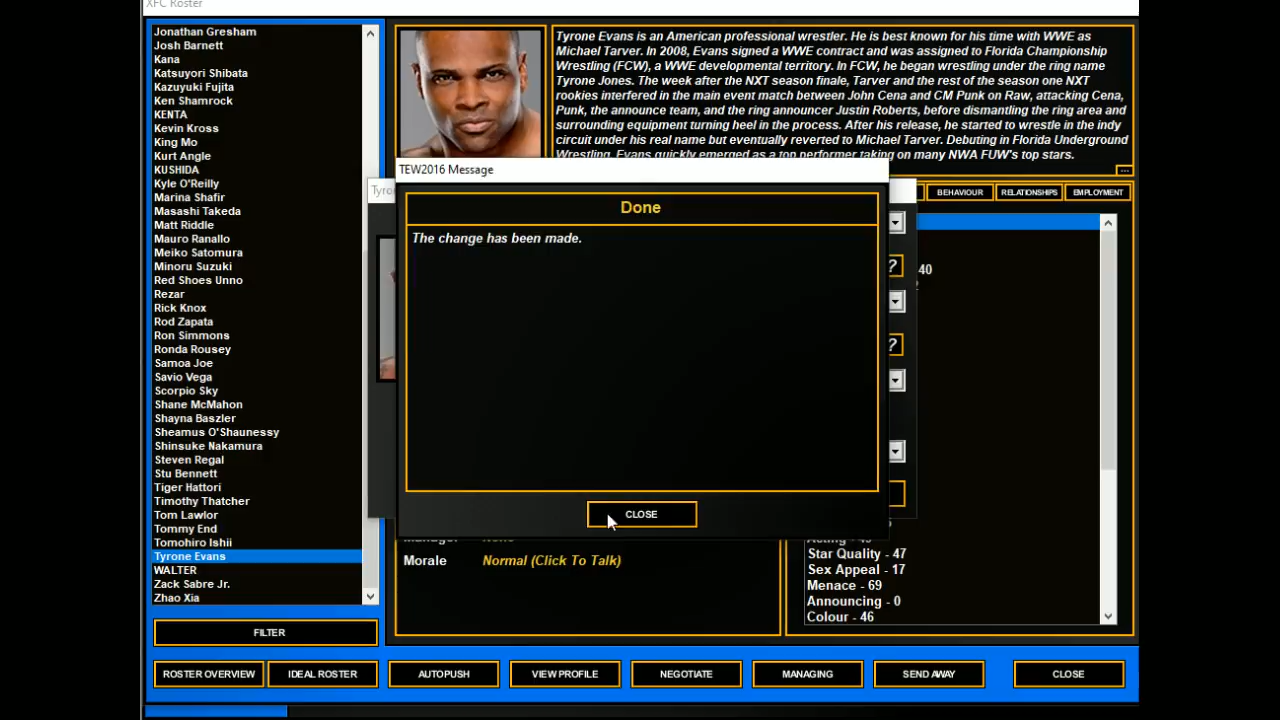 XFC Roster
Jonathan Gresham
Josh Barnett
Kana
Katsuyori Shibata
Kazuyuki Fujita
Ken Shamrock
KENTA
Kevin Kross
King Mo
Kurt Angle
KUSHIDA
Kyle O'Reilly
Marina Shafir
Masashi Takeda
Matt Riddle
Mauro Ranallo
Meiko Satomura
Minoru Suzuki
Red Shoes Unno
Rezar
Rick Knox
Rod Zapata
Ron Simmons
Ronda Rousey
Samoa Joe
Savio Vega
Scorpio Sky
Shane McMahon
Shayna Baszler
Sheamus O'Shaunessy
Shinsuke Nakamura
Steven Regal
Stu Bennett
Tiger Hattori
Timothy Thatcher
Tom Lawlor
Tommy End
Tomohiro Ishii
Tyrone Evans
WALTER
Zack Sabre Jr.
Zhao Xia
FILTER
Tyrone Evans is an American professional wrestler. He is best known for his time with WWE as
Michael Tarver. In 2008, Evans signed a WWE contract and was assigned to Florida Championship
Wrestling (FCW), a WWE developmental territory. In FCW, he began wrestling under the ring name
Tyrone Jones. The week after the NXT season finale, Tarver and the rest of the season one NXT
rookies interfered in the main event match between John Cena and CM Punk on Raw, attacking Cena,
Punk, the announce team, and the ring announcer Justin Roberts, before dismantling the ring area and
surrounding equipment turning heel in the process. After his release, he started to wrestle in the indy
circuit under his real name but eventually reverted to Michael Tarver. Debuting in Florida Underground
Wrestling, Evans quickly emerged as a top performer taking on many NWA FUW's top stars.
...
BEHAVIOUR
RELATIONSHIPS
EMPLOYMENT
TEW2016 Message
Done
The change has been made.
CLOSE
?
?
40
Morale
Normal (Click To Talk)
Star Quality - 47
Sex Appeal - 17
Menace - 69
Announcing - 0
Colour - 46
ROSTER OVERVIEW
IDEAL ROSTER
AUTOPUSH
VIEW PROFILE
NEGOTIATE
MANAGING
SEND AWAY
CLOSE